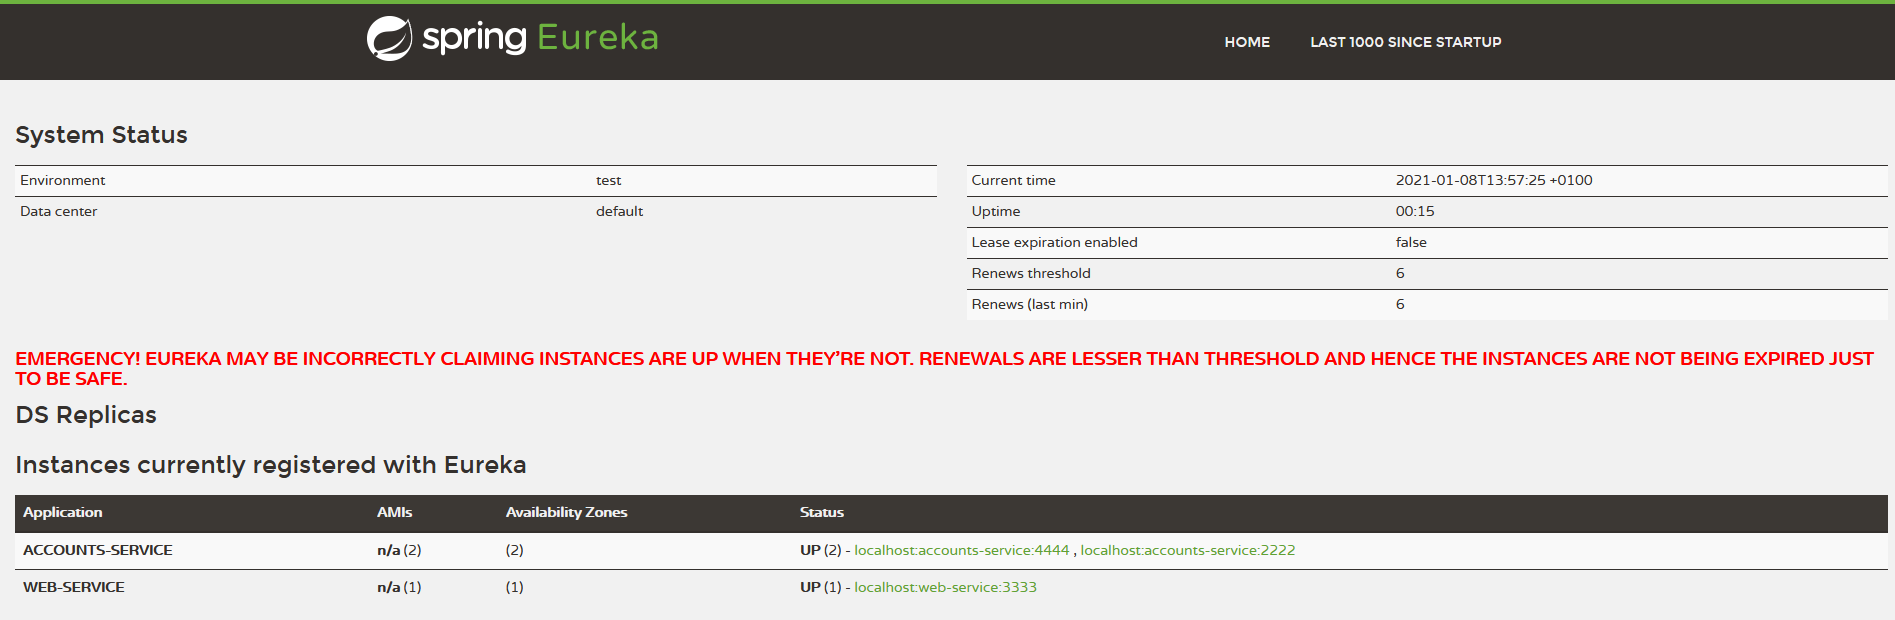 spring Eureka
HOME LAST 1000 SINCE STARTUP
System Status
Environment test
Data center default
Current time 2021-01-08T13:57:25 +0100
Uptime 00:15
Lease expiration enabled false
Renews threshold 6
Renews (last min) 6
EMERGENCY! EUREKA MAY BE INCORRECTLY CLAIMING INSTANCES ARE UP WHEN THEY'RE NOT. RENEWALS ARE LESSER THAN THRESHOLD AND HENCE THE INSTANCES ARE NOT BEING EXPIRED JUST
TO BE SAFE.
DS Replicas
Instances currently registered with Eureka
Application AMIs Availability Zones Status
ACCOUNTS-SERVICE n/a (2) (2) UP (2) - localhost:accounts-service:4444 , localhost:accounts-service:2222
WEB-SERVICE n/a (1) (1) UP (1) - localhost:web-service:3333